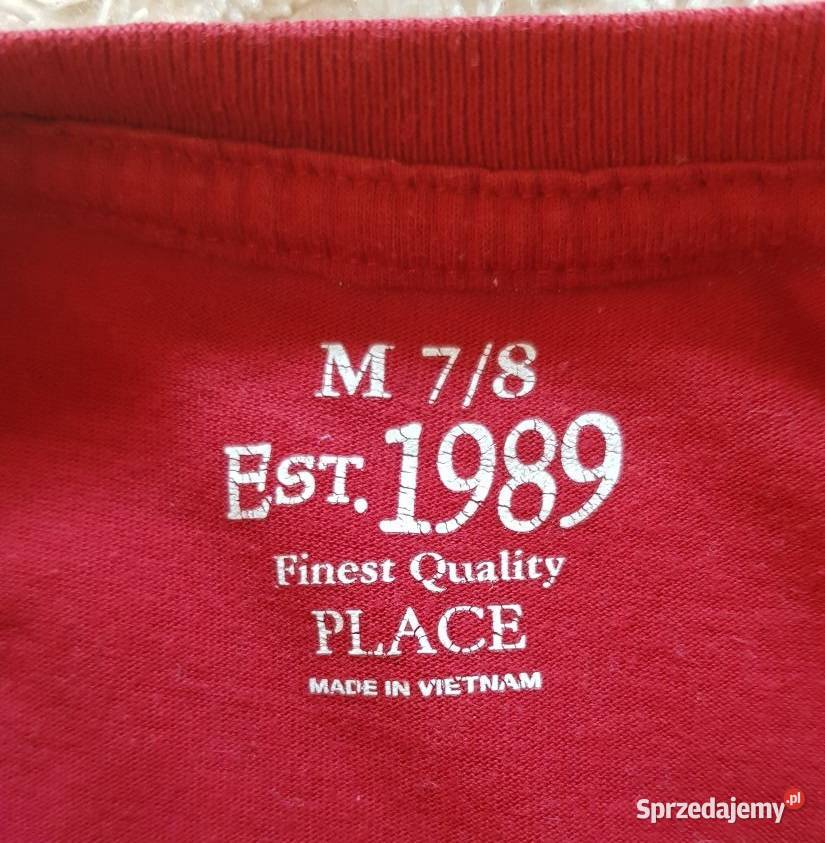 M 7/8
EST. 1989
Finest Quality
PLACE
MADE IN VIETNAM
Sprzedajemy.pl